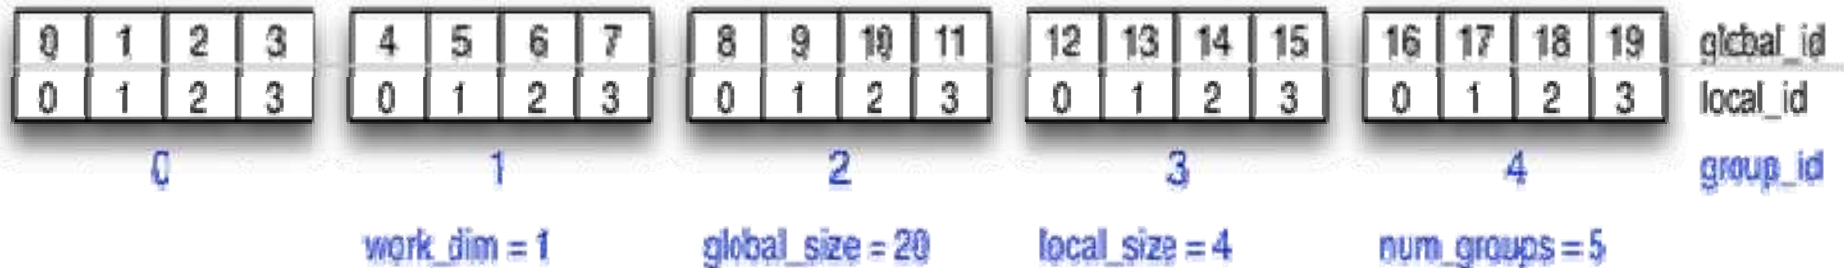 0 1 2 3 4 5 6 7 8 9 10 11 12 13 14 15 16 17 18 19 global_id
0 1 2 3 0 1 2 3 0 1 2 3 0 1 2 3 0 1 2 3 local_id
0 1 2 3 4 group_id
work_dim = 1 global_size = 20 local_size = 4 num_groups = 5